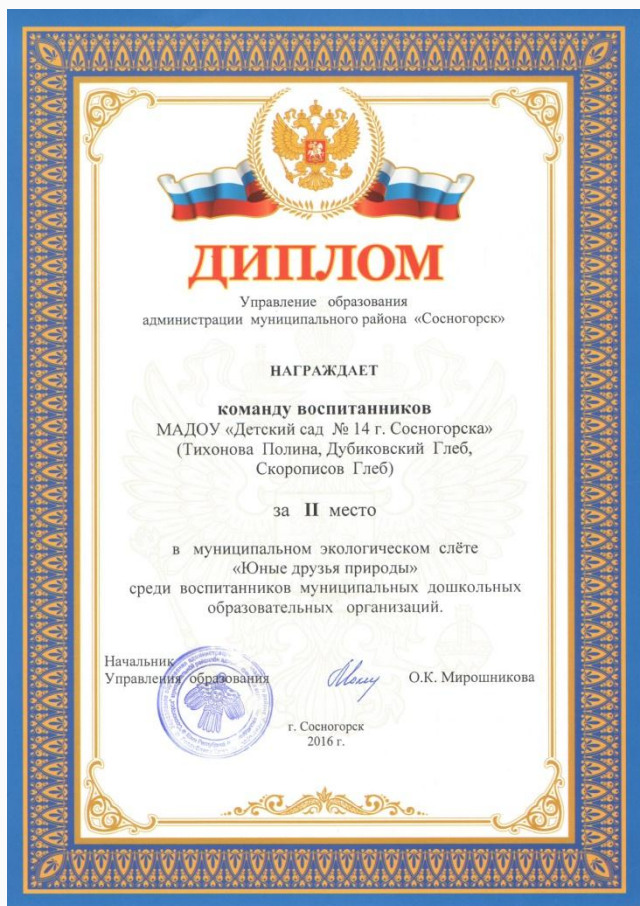 ДИПЛОМ
Управление образования
администрации муниципального района «Сосногорск»
НАГРАЖДАЕТ
команду воспитанников
МАДОУ «Детский сад № 14 г. Сосногорска»
(Тихонова Полина, Дубиковский Глеб,
Скорописов Глеб)
за II место
в муниципальном экологическом слёте
«Юные друзья природы»
среди воспитанников муниципальных дошкольных
образовательных организаций.
Начальник
Управления образования О.К. Мирошникова
г. Сосногорск
2016 г.